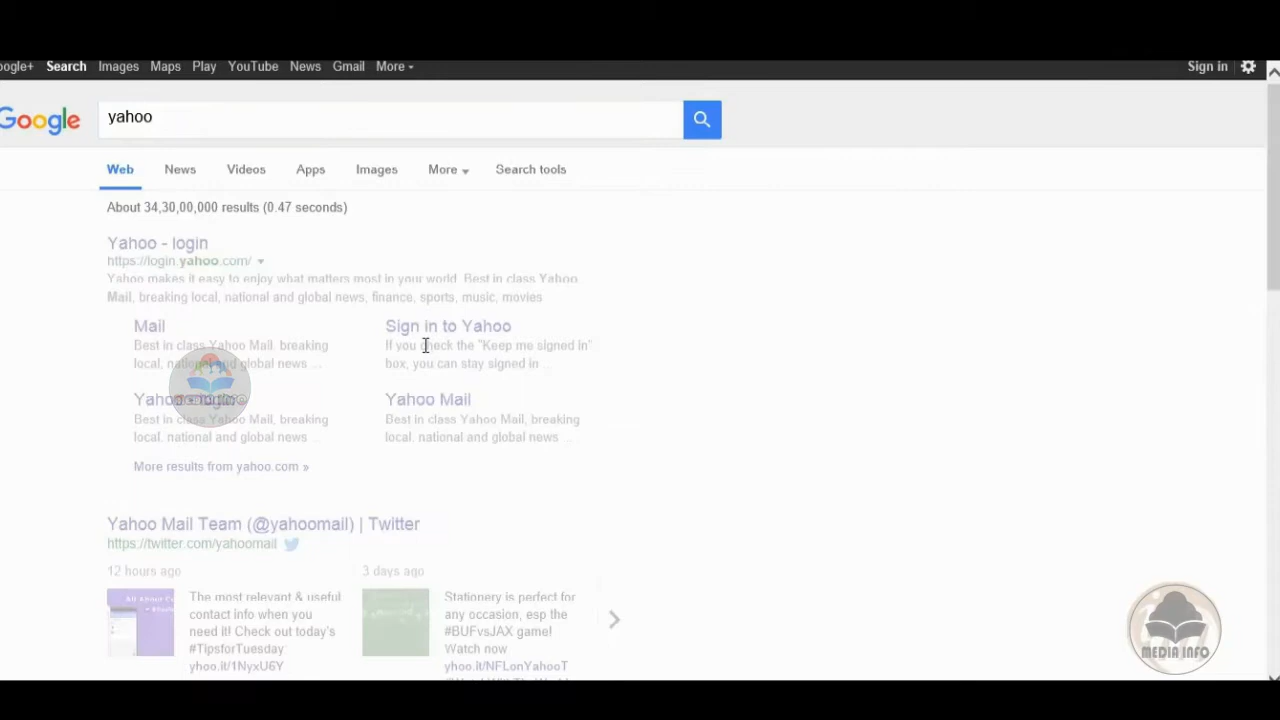 oogle+ Search Images Maps Play YouTube News Gmail More Sign in
Google yahoo
Web News Videos Apps Images More Search tools
About 34,30,00,000 results (0.47 seconds)
Yahoo - login
https://login.yahoo.com/
Yahoo makes it easy to enjoy what matters most in your world. Best in class Yahoo
Mail, breaking local, national and global news, finance, sports, music, movies
Mail
Best in class Yahoo Mail, breaking
local, national and global news ...
Sign in to Yahoo
If you check the "Keep me signed in"
box, you can stay signed in ...
Yahoo - login
Best in class Yahoo Mail, breaking
local, national and global news ...
Yahoo Mail
Best in class Yahoo Mail, breaking
local, national and global news ...
More results from yahoo.com »
Yahoo Mail Team (@yahoomail) | Twitter
https://twitter.com/yahoomail
12 hours ago
The most relevant & useful
contact info when you
need it! Check out today's
#TipsforTuesday
yhoo.it/1NyxU6Y
3 days ago
Stationery is perfect for
any occasion, esp the
#BUFvsJAX game!
Watch now
yhoo.it/NFLonYahooT
MEDIA INFO